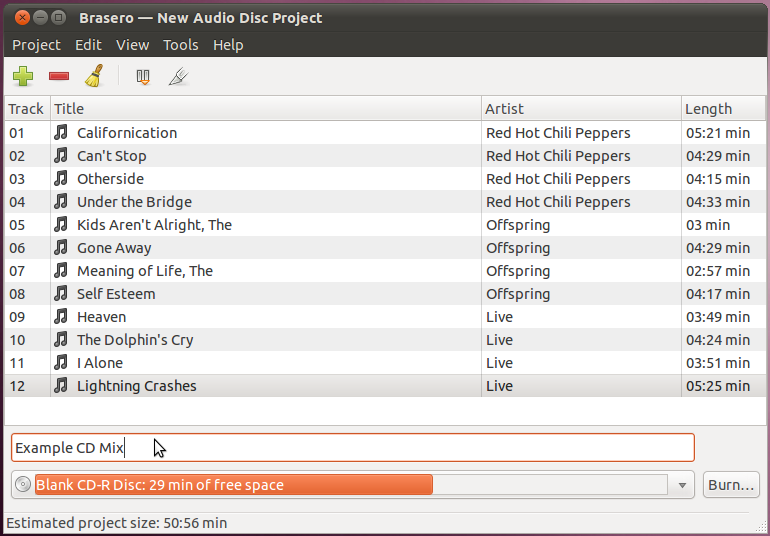 Brasero — New Audio Disc Project
Project Edit View Tools Help
Track Title Artist Length
01 Californication Red Hot Chili Peppers 05:21 min
02 Can't Stop Red Hot Chili Peppers 04:29 min
03 Otherside Red Hot Chili Peppers 04:15 min
04 Under the Bridge Red Hot Chili Peppers 04:33 min
05 Kids Aren't Alright, The Offspring 03 min
06 Gone Away Offspring 04:29 min
07 Meaning of Life, The Offspring 02:57 min
08 Self Esteem Offspring 04:17 min
09 Heaven Live 03:49 min
10 The Dolphin's Cry Live 04:24 min
11 I Alone Live 03:51 min
12 Lightning Crashes Live 05:25 min
Example CD Mix
Blank CD-R Disc: 29 min of free space Burn...
Estimated project size: 50:56 min